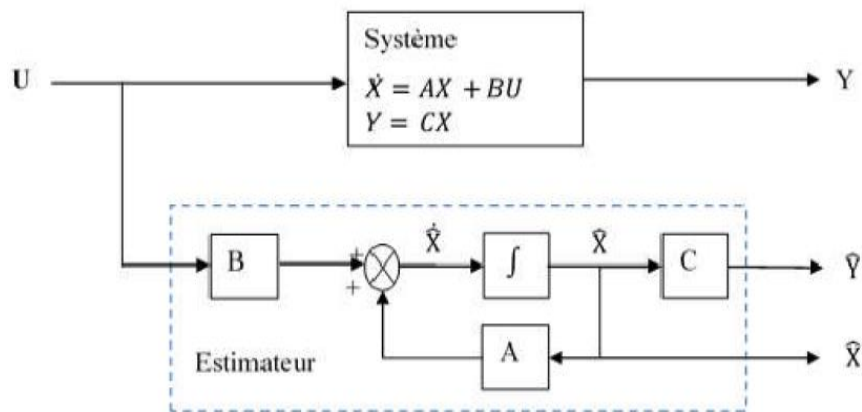 Système
U
Ẋ = AX + BU
Y
Y = CX
B
+
+
X̂̇
∫
X̂
C
Ŷ
Estimateur
A
X̂